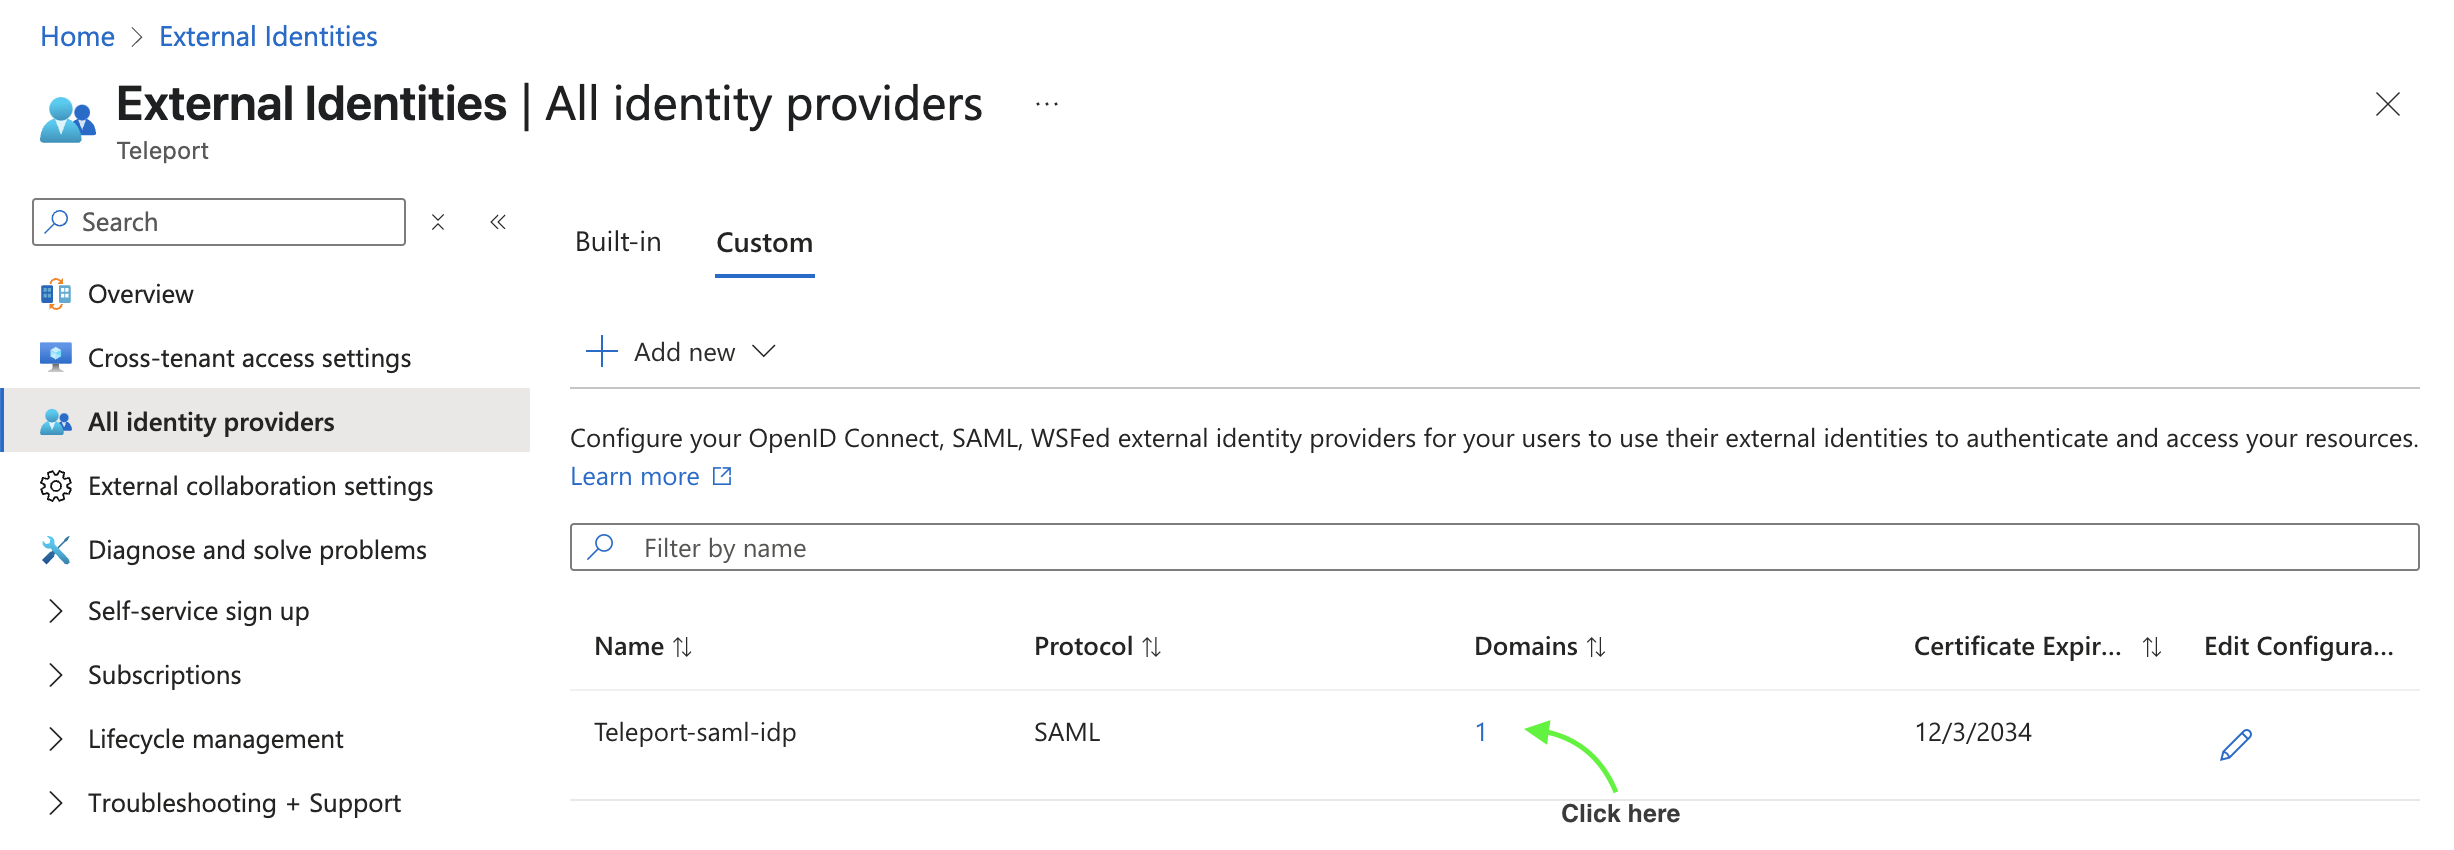 Home > External Identities
External Identities | All identity providers ...
Teleport
Search
Overview
Cross-tenant access settings
All identity providers
External collaboration settings
Diagnose and solve problems
Self-service sign up
Subscriptions
Lifecycle management
Troubleshooting + Support
Built-in Custom
Add new
Configure your OpenID Connect, SAML, WSFed external identity providers for your users to use their external identities to authenticate and access your resources.
Learn more
Filter by name
Name Protocol Domains Certificate Expir... Edit Configura...
Teleport-saml-idp SAML 1 12/3/2034
Click here